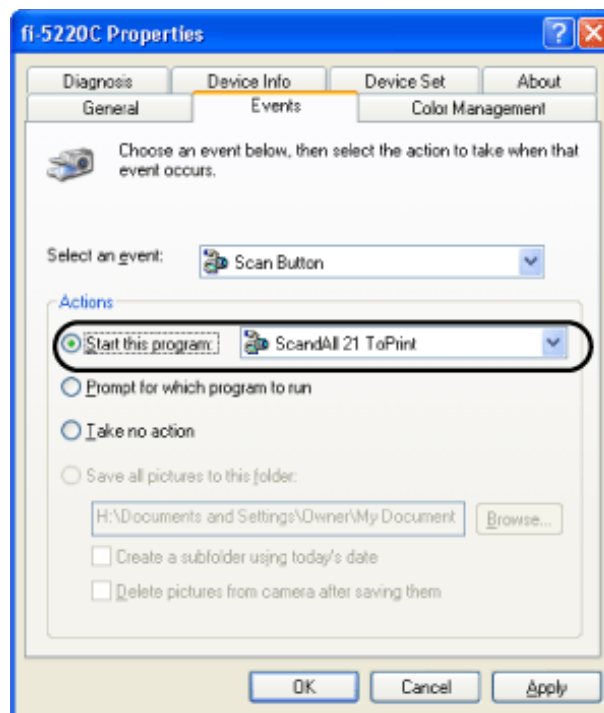 fi-5220C Properties
Diagnosis Device Info Device Set About
General Events Color Management
Choose an event below, then select the action to take when that
event occurs.
Select an event: Scan Button
Actions
Start this program: ScandAll 21 ToPrint
Prompt for which program to run
Take no action
Save all pictures to this folder:
H:\Documents and Settings\Owner\My Document Browse...
Create a subfolder using today's date
Delete pictures from camera after saving them
OK Cancel Apply